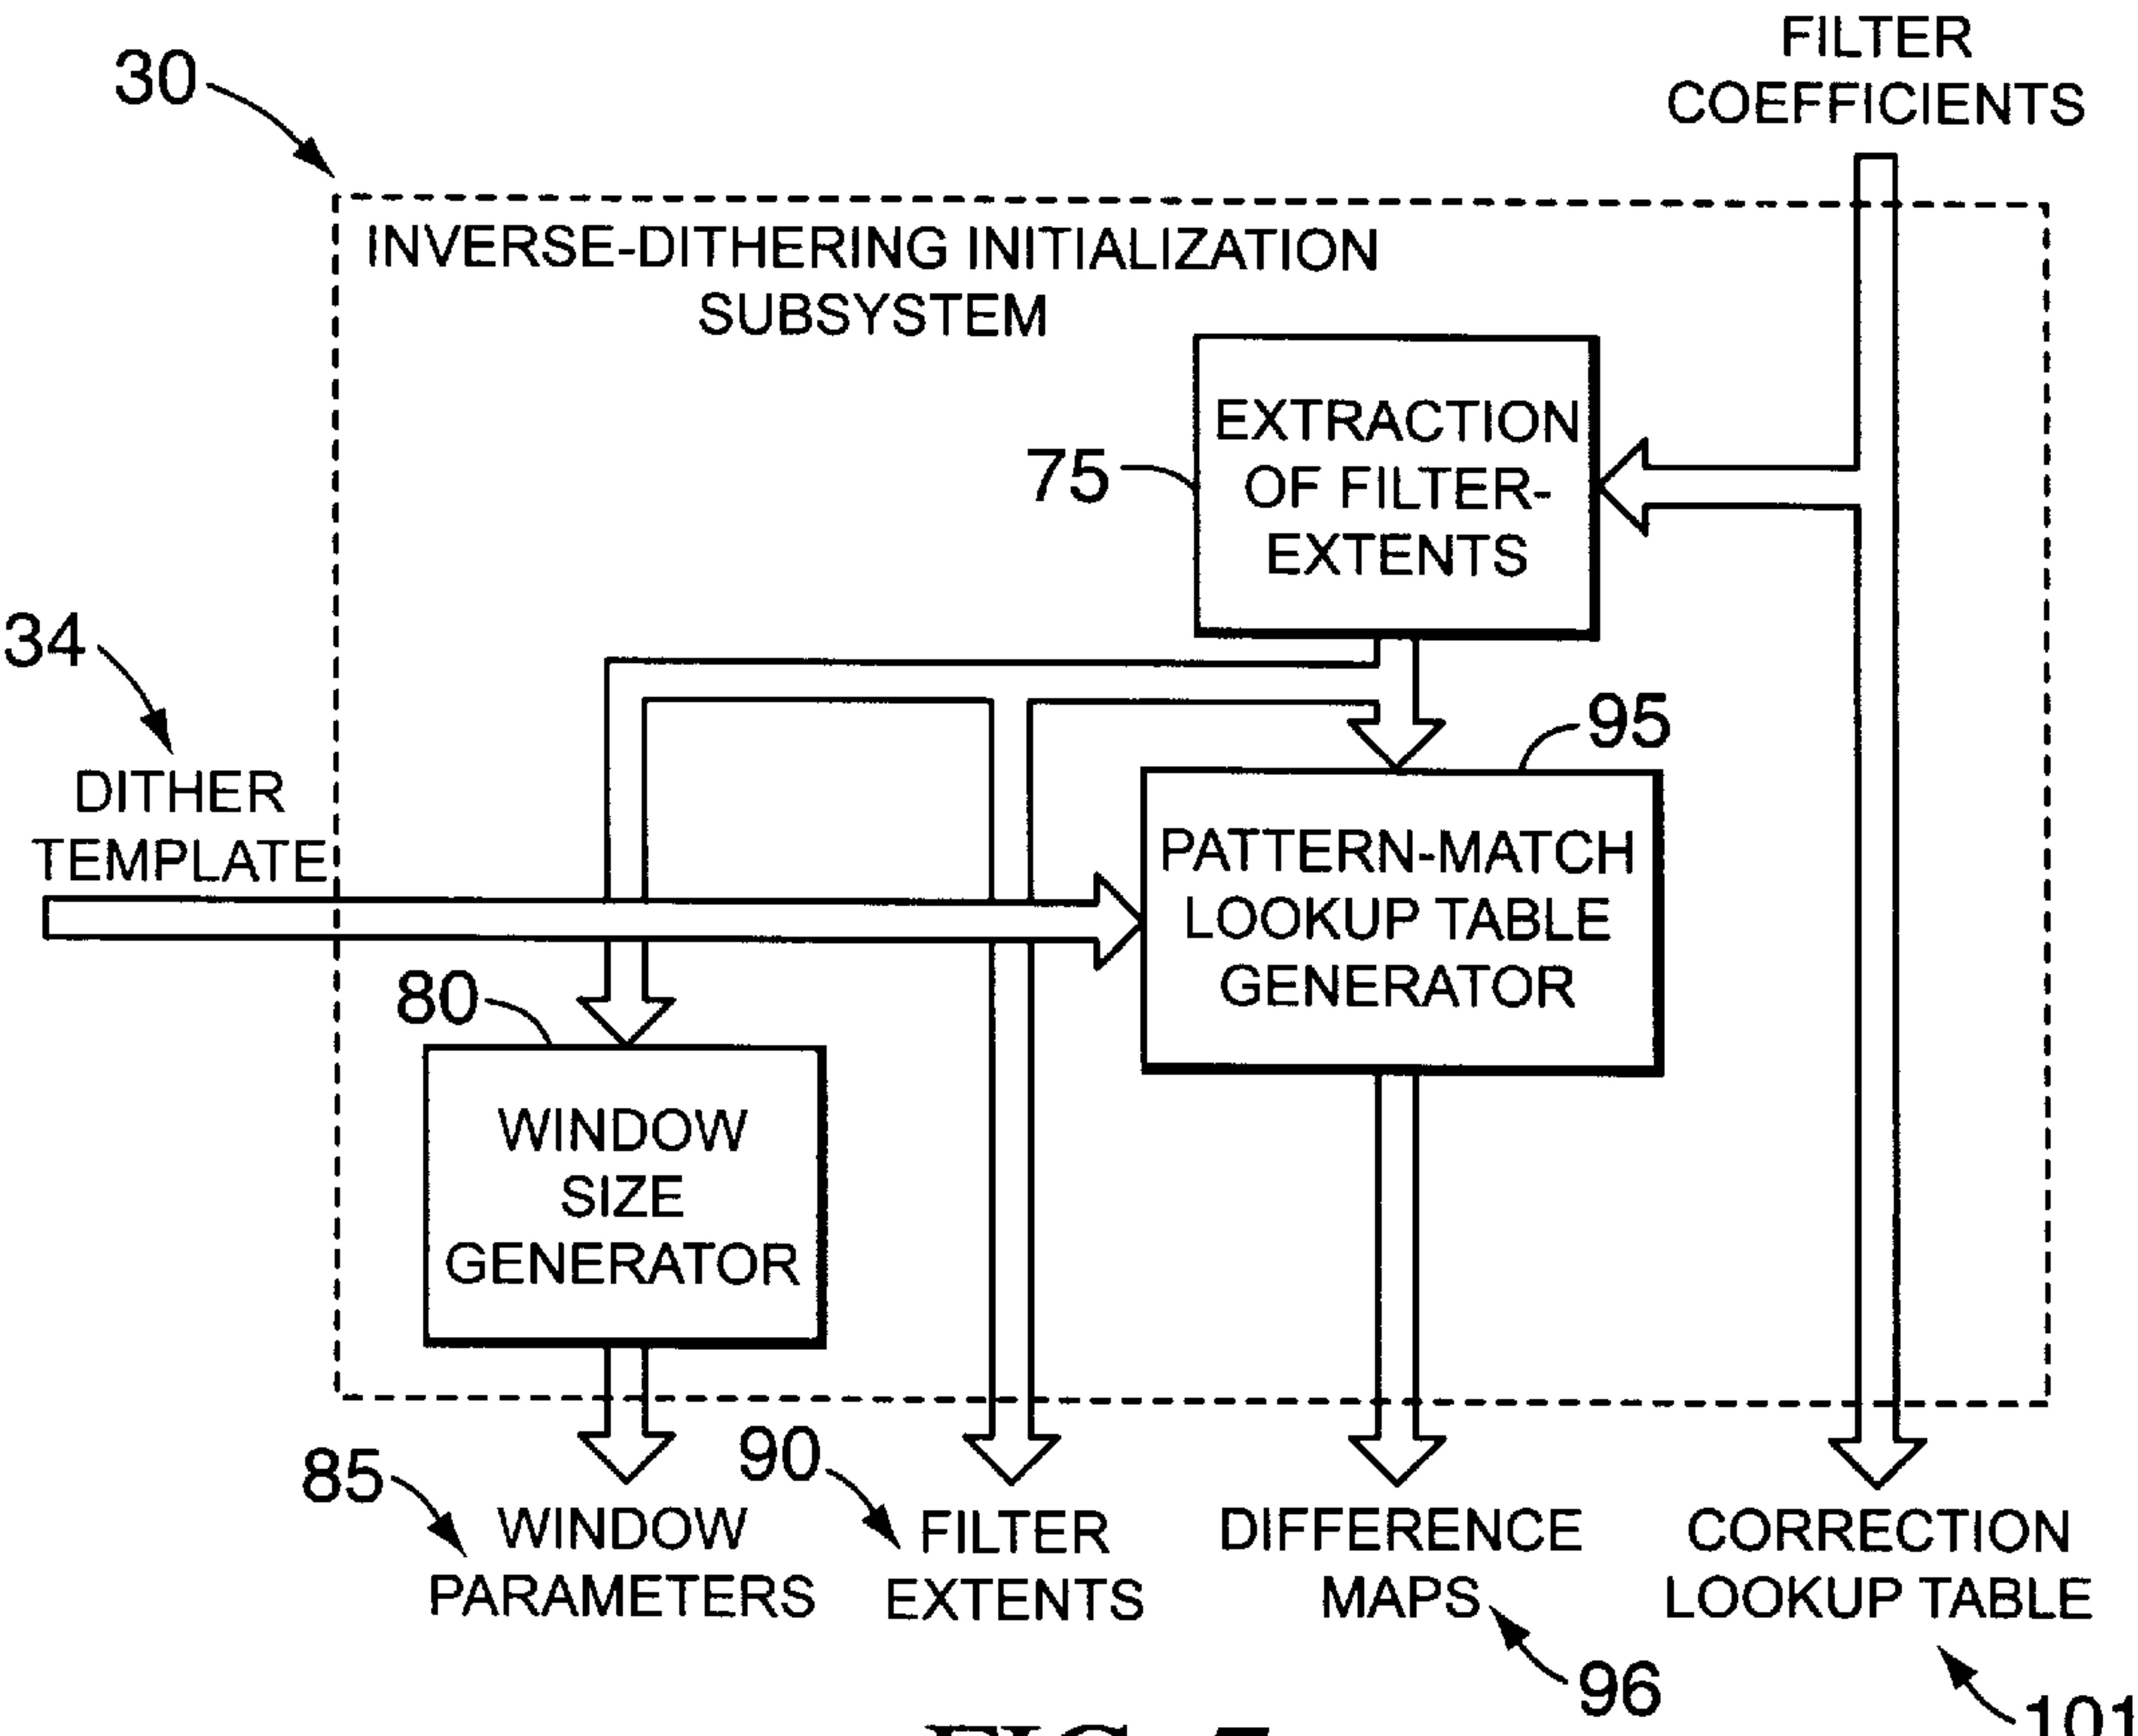 FILTER
COEFFICIENTS
30
INVERSE-DITHERING INITIALIZATION
SUBSYSTEM
EXTRACTION
OF FILTER-
EXTENTS
75
34
DITHER
TEMPLATE
95
PATTERN-MATCH
LOOKUP TABLE
GENERATOR
80
WINDOW
SIZE
GENERATOR
85
WINDOW
PARAMETERS
90
FILTER
EXTENTS
DIFFERENCE
MAPS
96
CORRECTION
LOOKUP TABLE
101